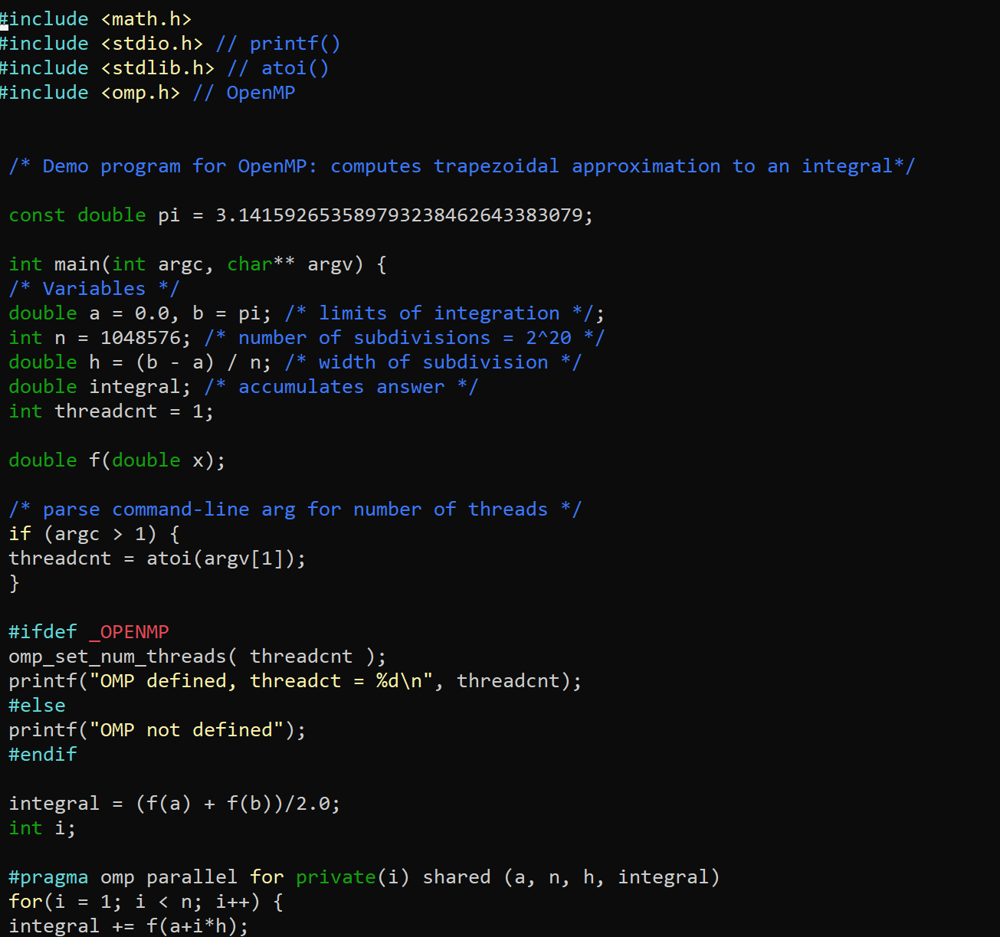 #include <math.h>
#include <stdio.h> // printf()
#include <stdlib.h> // atoi()
#include <omp.h> // OpenMP
/* Demo program for OpenMP: computes trapezoidal approximation to an integral*/
const double pi = 3.141592653589793238462643383079;
int main(int argc, char** argv) {
/* Variables */
double a = 0.0, b = pi; /* limits of integration */;
int n = 1048576; /* number of subdivisions = 2^20 */
double h = (b - a) / n; /* width of subdivision */
double integral; /* accumulates answer */
int threadcnt = 1;
double f(double x);
/* parse command-line arg for number of threads */
if (argc > 1) {
threadcnt = atoi(argv[1]);
}
#ifdef _OPENMP
omp_set_num_threads( threadcnt );
printf("OMP defined, threadct = %d\n", threadcnt);
#else
printf("OMP not defined");
#endif
integral = (f(a) + f(b))/2.0;
int i;
#pragma omp parallel for private(i) shared (a, n, h, integral)
for(i = 1; i < n; i++) {
integral += f(a+i*h);